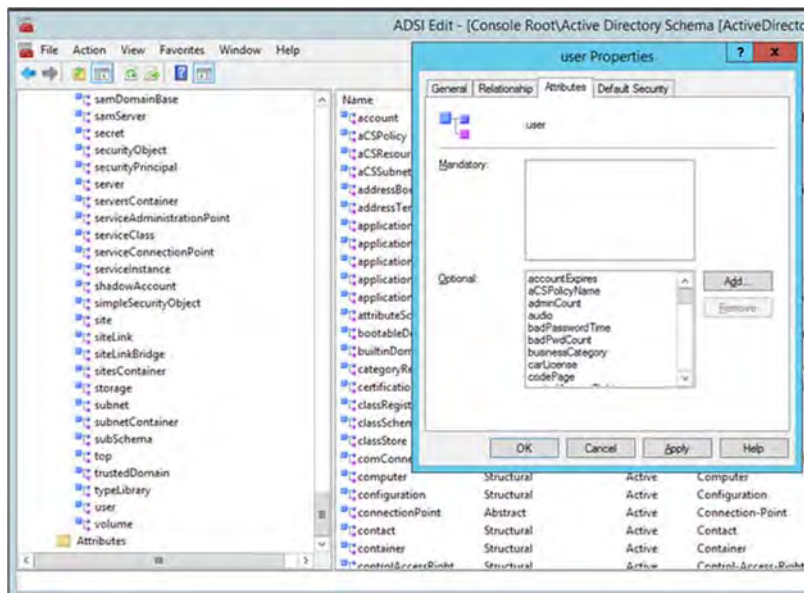 ADSI Edit - [Console Root\Active Directory Schema [ActiveDirecto
File Action View Favorites Window Help
samDomainBase
samServer
secret
securityObject
securityPrincipal
server
serversContainer
serviceAdministrationPoint
serviceClass
serviceConnectionPoint
serviceInstance
shadowAccount
simpleSecurityObject
site
siteLink
siteLinkBridge
sitesContainer
storage
subnet
subnetContainer
subSchema
top
trustedDomain
typeLibrary
user
volume
Attributes
Name
account
aCSPolicy
aCSResour
aCSSubnet
addressBoo
addressTer
application
application
application
application
application
attributeSc
bootableDe
builtinDom
categoryRe
certificatio
classRegist
classSchem
classStore
comConne
computer Structural Active Computer
configuration Structural Active Configuration
connectionPoint Abstract Active Connection-Point
contact Structural Active Contact
container Structural Active Container
controlAccessRight Structural Active Control-Access-Right
user Properties ? x
General Relationship Attributes Default Security
user
Mandatory:
Optional:
accountExpires
aCSPolicyName
adminCount
audio
badPasswordTime
badPwdCount
businessCategory
carLicense
codePage
Add...
Remove
OK Cancel Apply Help